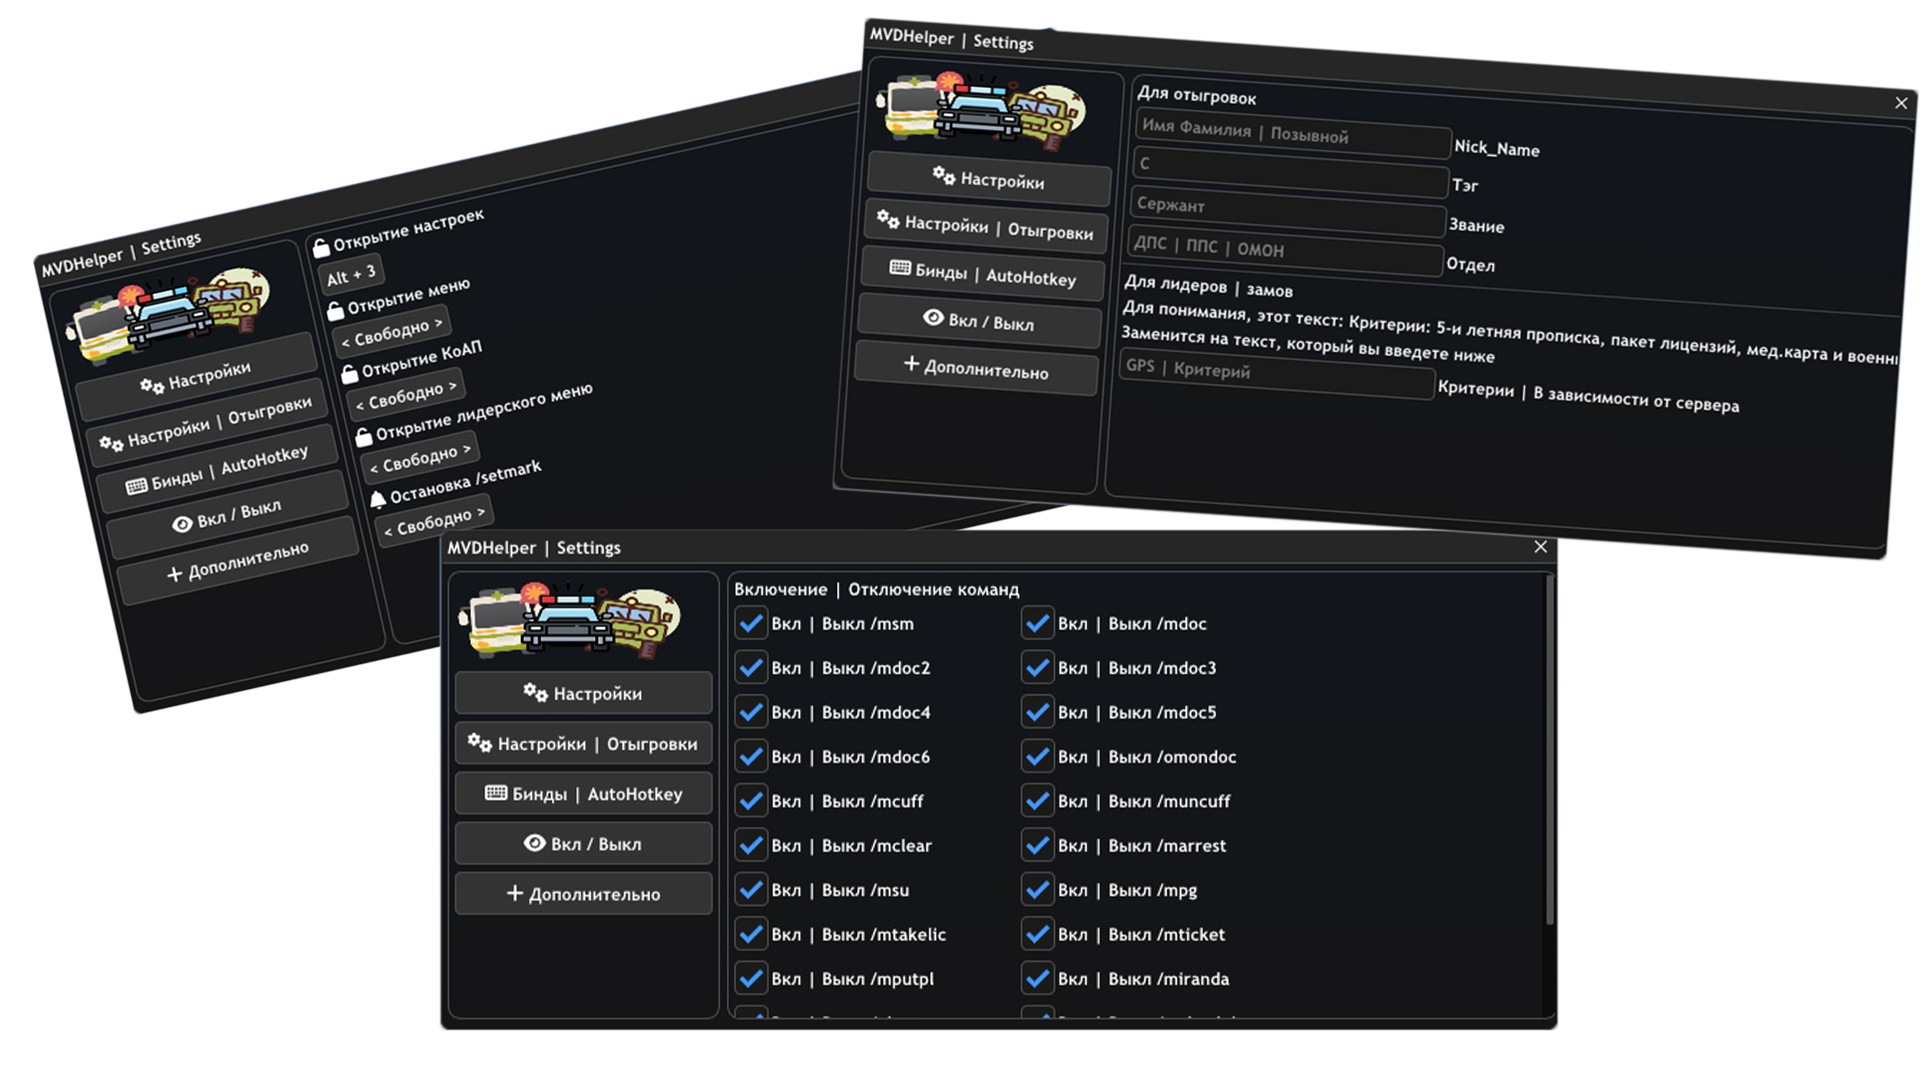 MVDHelper | Settings
Настройки
Настройки | Отыгровки
Бинды | AutoHotkey
Вкл / Выкл
Дополнительно
Открытие настроек
Alt + 3
Открытие меню
< Свободно >
Открытие КоАП
< Свободно >
Открытие лидерского меню
< Свободно >
Остановка /setmark
< Свободно >
MVDHelper | Settings
Настройки
Настройки | Отыгровки
Бинды | AutoHotkey
Вкл / Выкл
Дополнительно
Для отыгровок
Имя Фамилия | Позывной Nick_Name
С Тэг
Сержант Звание
ДПС | ППС | ОМОН Отдел
Для лидеров | замов
Для понимания, этот текст: Критерии: 5-и летняя прописка, пакет лицензий, мед.карта и военн
Заменится на текст, который вы введете ниже
GPS | Критерий Критерии | В зависимости от сервера
MVDHelper | Settings
Настройки
Настройки | Отыгровки
Бинды | AutoHotkey
Вкл / Выкл
Дополнительно
Включение | Отключение команд
Вкл | Выкл /msm Вкл | Выкл /mdoc
Вкл | Выкл /mdoc2 Вкл | Выкл /mdoc3
Вкл | Выкл /mdoc4 Вкл | Выкл /mdoc5
Вкл | Выкл /mdoc6 Вкл | Выкл /omondoc
Вкл | Выкл /mcuff Вкл | Выкл /muncuff
Вкл | Выкл /mclear Вкл | Выкл /marrest
Вкл | Выкл /msu Вкл | Выкл /mpg
Вкл | Выкл /mtakelic Вкл | Выкл /mticket
Вкл | Выкл /mputpl Вкл | Выкл /miranda